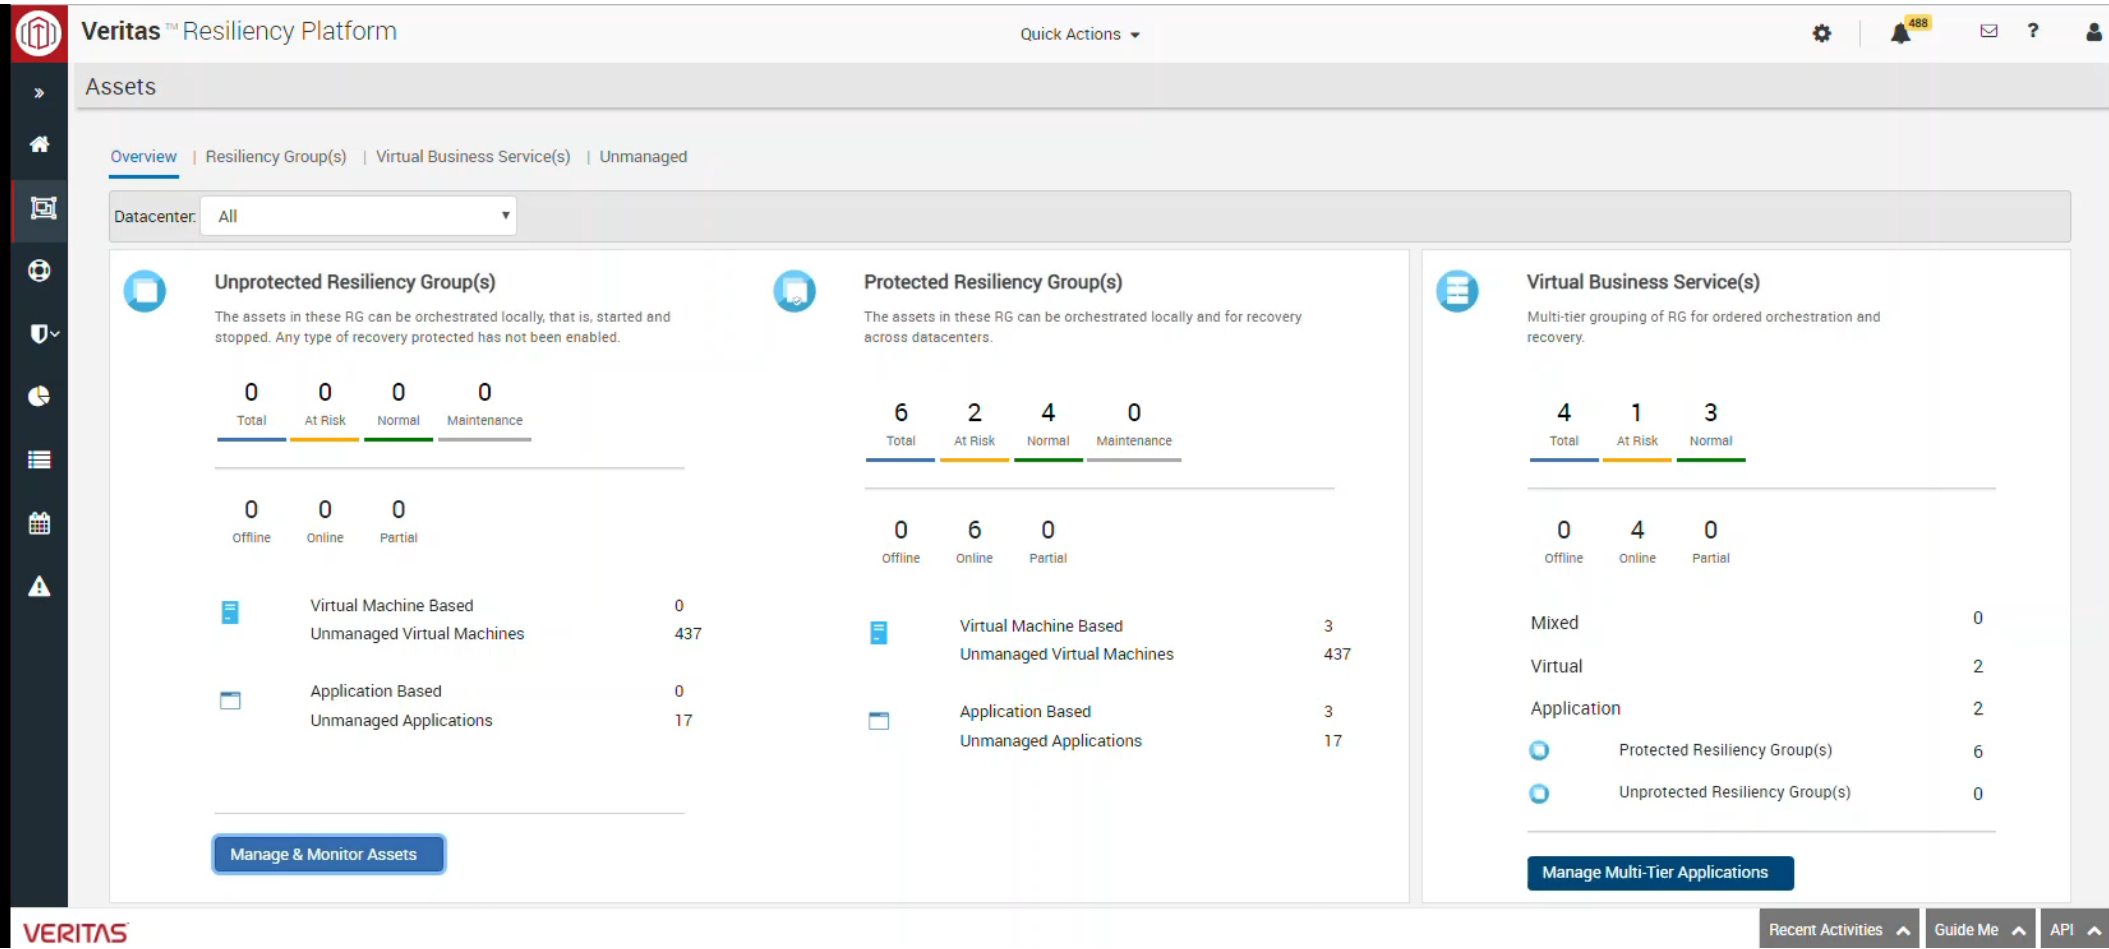 Veritas ™ Resiliency Platform
Quick Actions
488
?
Assets
Overview | Resiliency Group(s) | Virtual Business Service(s) | Unmanaged
Datacenter: All
Unprotected Resiliency Group(s)
The assets in these RG can be orchestrated locally, that is, started and
stopped. Any type of recovery protected has not been enabled.
0 0 0 0
Total At Risk Normal Maintenance
0 0 0
Offline Online Partial
Virtual Machine Based 0
Unmanaged Virtual Machines 437
Application Based 0
Unmanaged Applications 17
Manage & Monitor Assets
Protected Resiliency Group(s)
The assets in these RG can be orchestrated locally and for recovery
across datacenters.
6 2 4 0
Total At Risk Normal Maintenance
0 6 0
Offline Online Partial
Virtual Machine Based 3
Unmanaged Virtual Machines 437
Application Based 3
Unmanaged Applications 17
Virtual Business Service(s)
Multi-tier grouping of RG for ordered orchestration and
recovery.
4 1 3
Total At Risk Normal
0 4 0
Offline Online Partial
Mixed 0
Virtual 2
Application 2
Protected Resiliency Group(s) 6
Unprotected Resiliency Group(s) 0
Manage Multi-Tier Applications
VERITAS
Recent Activities
Guide Me
API